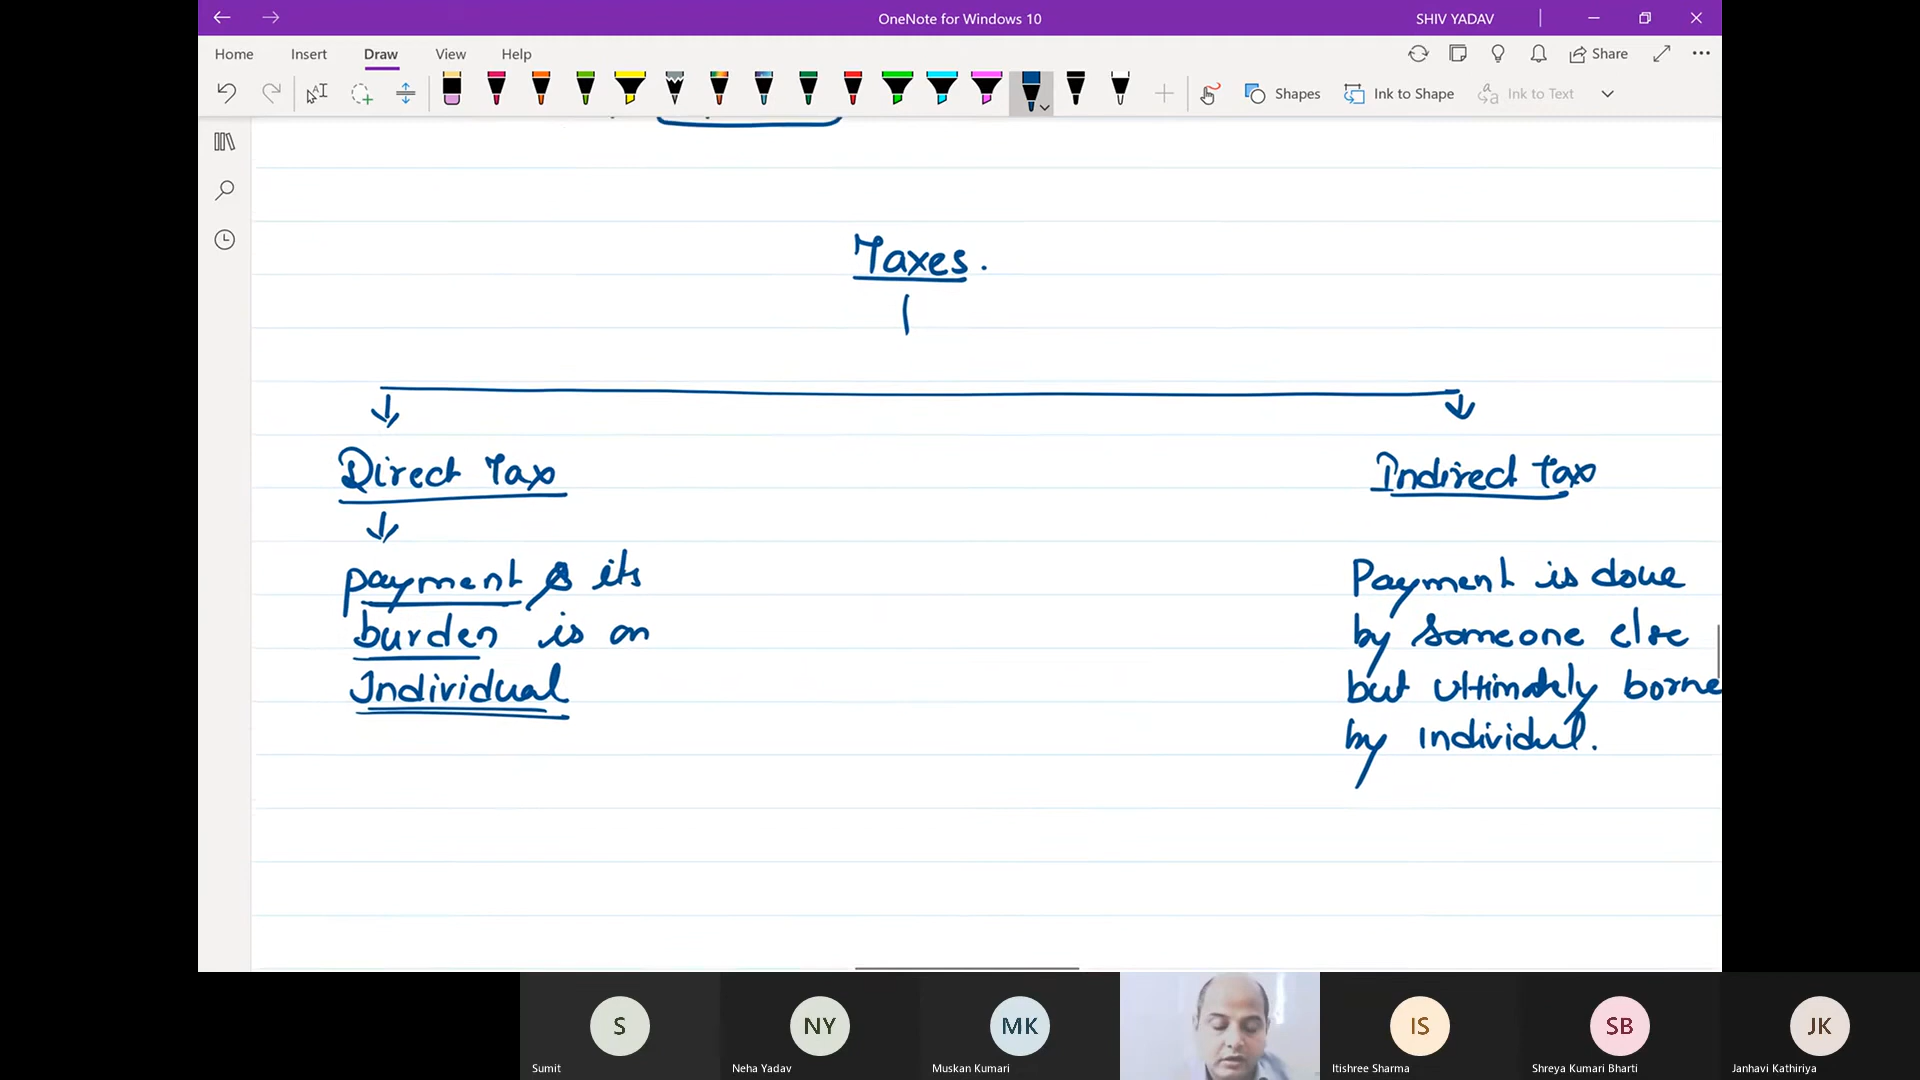 OneNote for Windows 10
SHIV YADAV
Home Insert Draw View Help
Share
Shapes
Ink to Shape
Ink to Text
Taxes.
Direct Tax
payment & its
burden is on
Individual
Indirect tax
Payment is done
by someone else
but ultimately borne
by individul.
S
NY
MK
IS
SB
JK
Sumit
Neha Yadav
Muskan Kumari
Itishree Sharma
Shreya Kumari Bharti
Janhavi Kathiriya